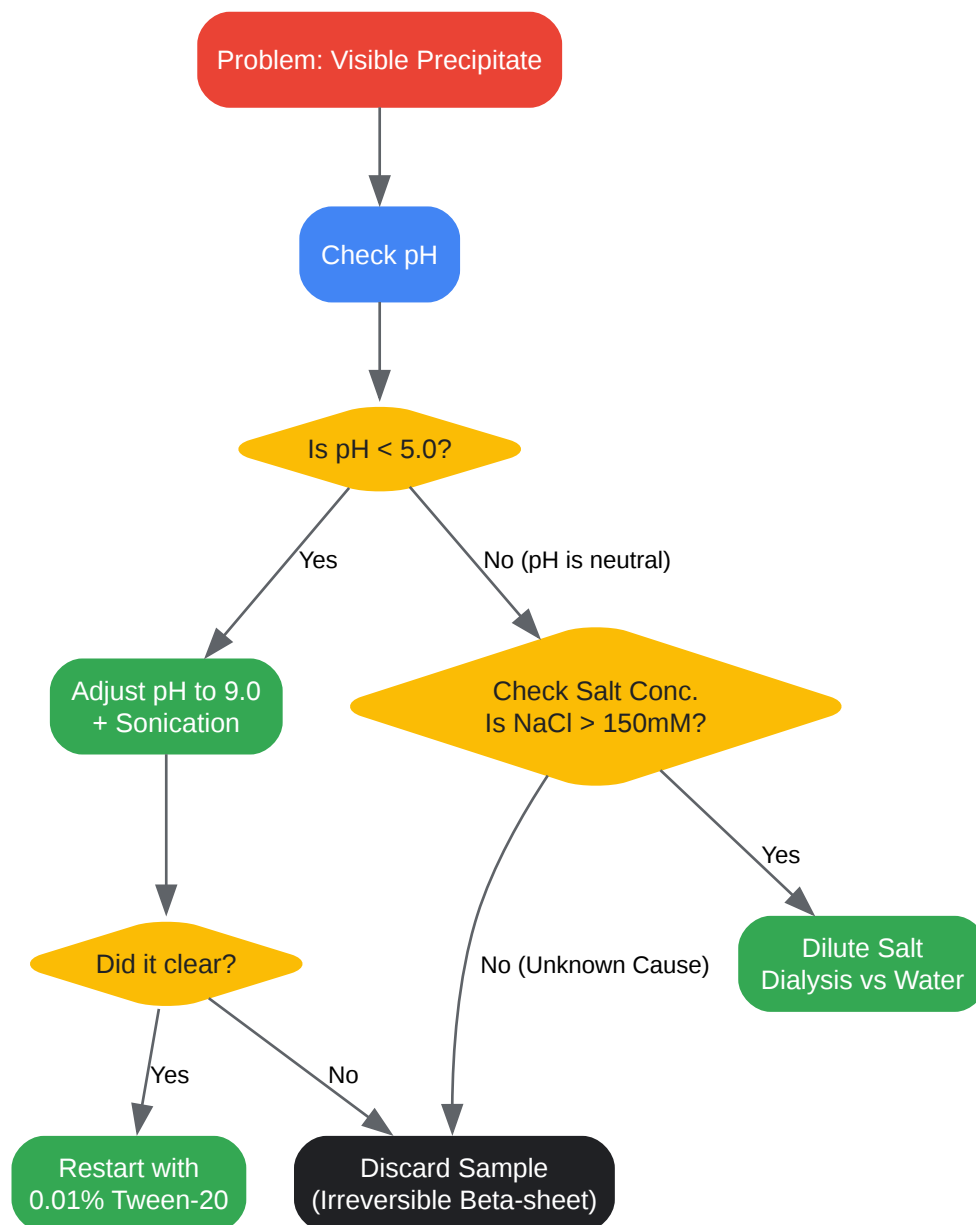 Problem: Visible Precipitate
Check pH
Is pH < 5.0?
Yes
No (pH is neutral)
Adjust pH to 9.0
+ Sonication
Check Salt Conc.
Is NaCl > 150mM?
Yes
Did it clear?
No (Unknown Cause)
Dilute Salt
Dialysis vs Water
Yes
No
Restart with
0.01% Tween-20
Discard Sample
(Irreversible Beta-sheet)